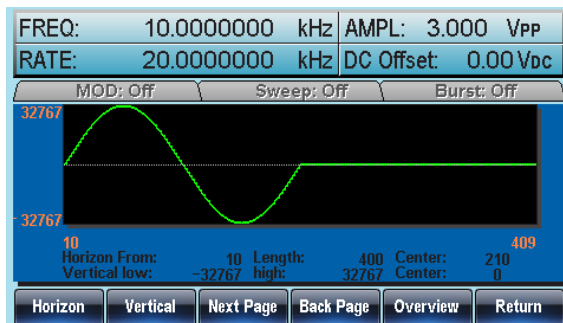 FREQ: 10.0000000 kHz AMPL: 3.000 VPP
RATE: 20.0000000 kHz DC Offset: 0.00 VDC
MOD: Off Sweep: Off Burst: Off
32767
- 32767
10 409
Horizon From: 10 Length: 400 Center: 210
Vertical low: -32767 high: 32767 Center: 0
Horizon Vertical Next Page Back Page Overview Return